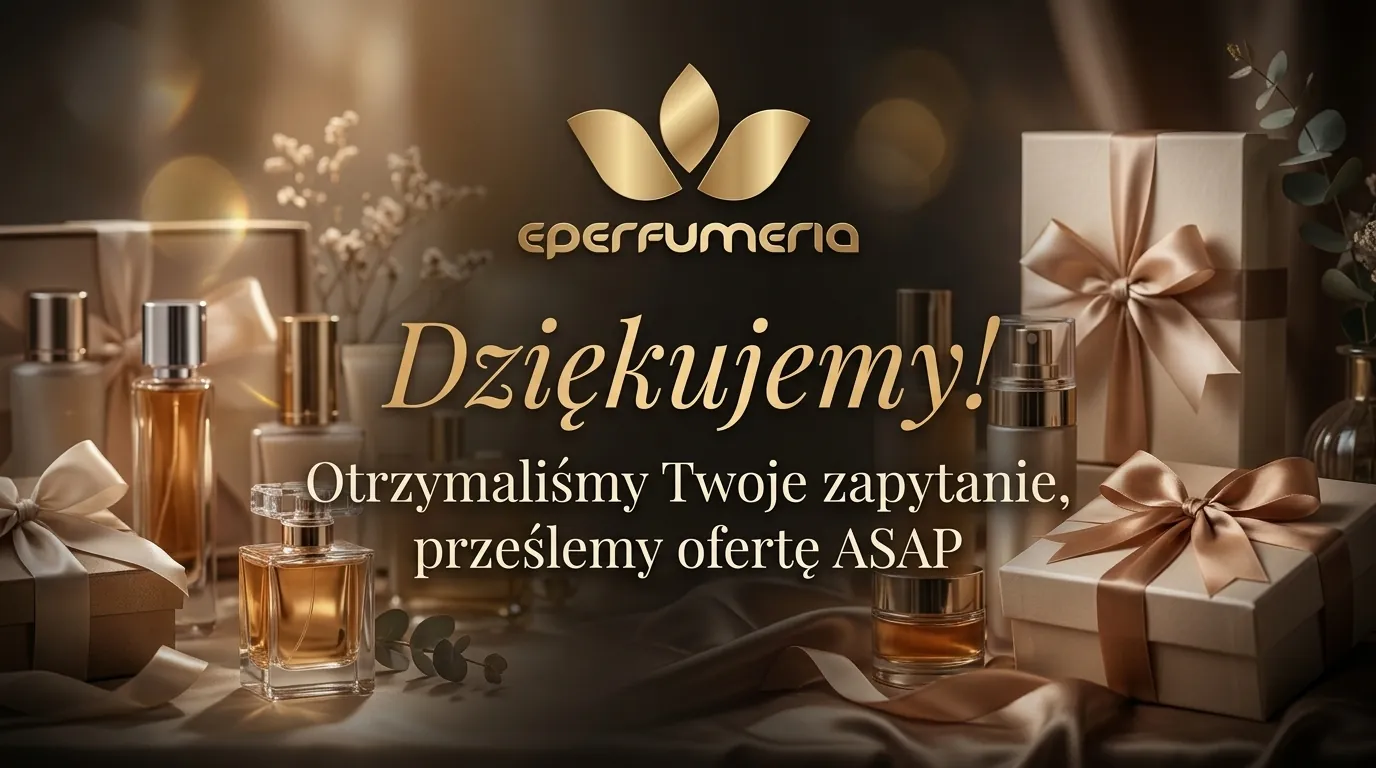 eperfumeria
Dziękujemy!
Otrzymaliśmy Twoje zapytanie,
prześlemy ofertę ASAP